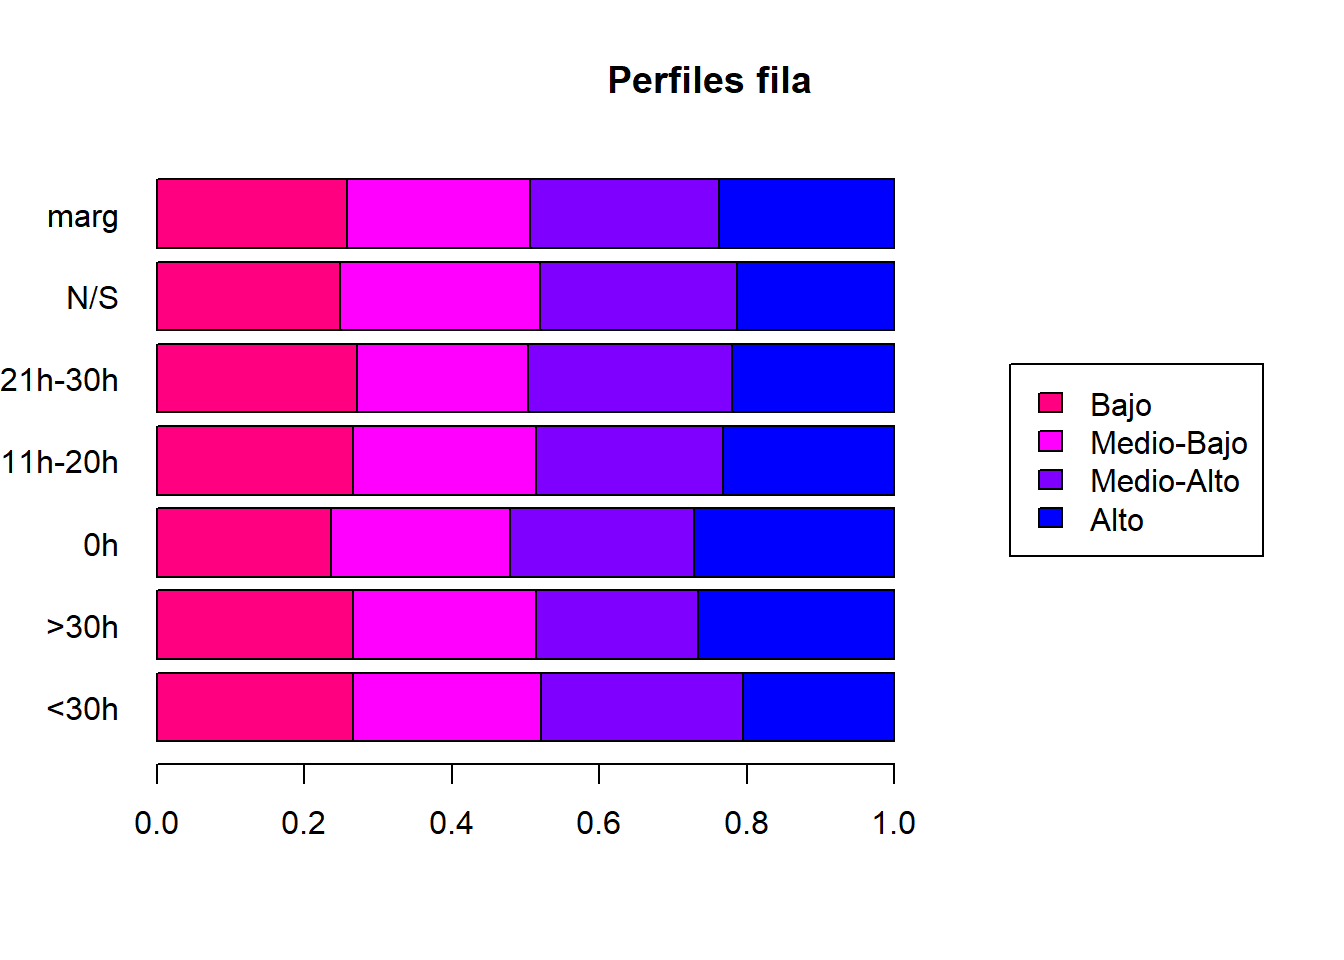 Perfiles fila
marg
N/S
21h-30h
11h-20h
0h
>30h
<30h
0.0 0.2 0.4 0.6 0.8 1.0
Bajo
Medio-Bajo
Medio-Alto
Alto